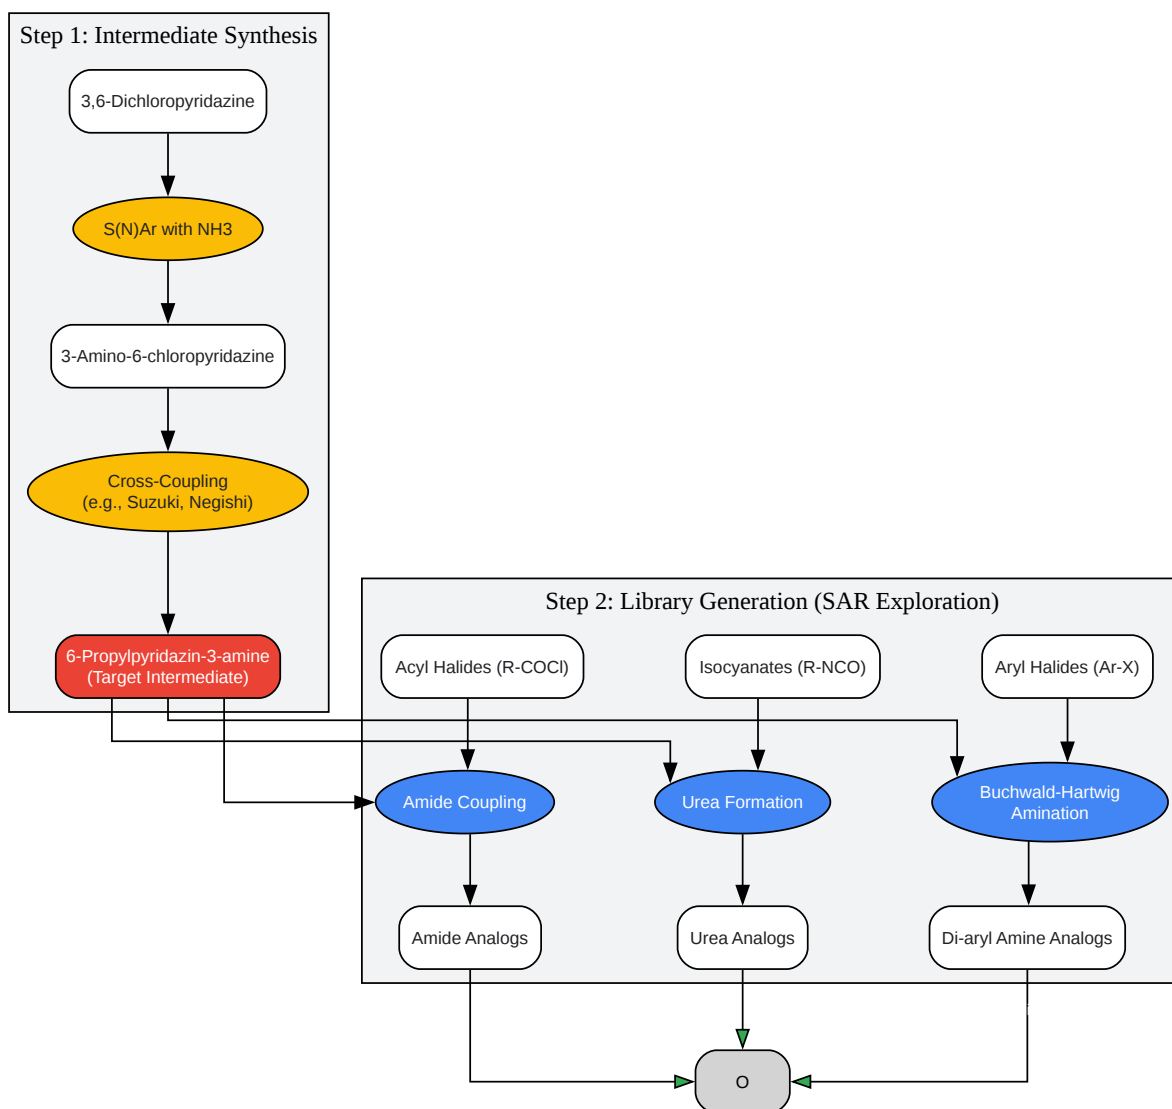 Step 1: Intermediate Synthesis
3,6-Dichloropyridazine
S(N)Ar with NH3
3-Amino-6-chloropyridazine
Cross-Coupling
(e.g., Suzuki, Negishi)
6-Propylpyridazin-3-amine
(Target Intermediate)
Step 2: Library Generation (SAR Exploration)
Acyl Halides (R-COCl)
Isocyanates (R-NCO)
Aryl Halides (Ar-X)
Amide Coupling
Urea Formation
Buchwald-Hartwig
Amination
Amide Analogs
Urea Analogs
Di-aryl Amine Analogs
O